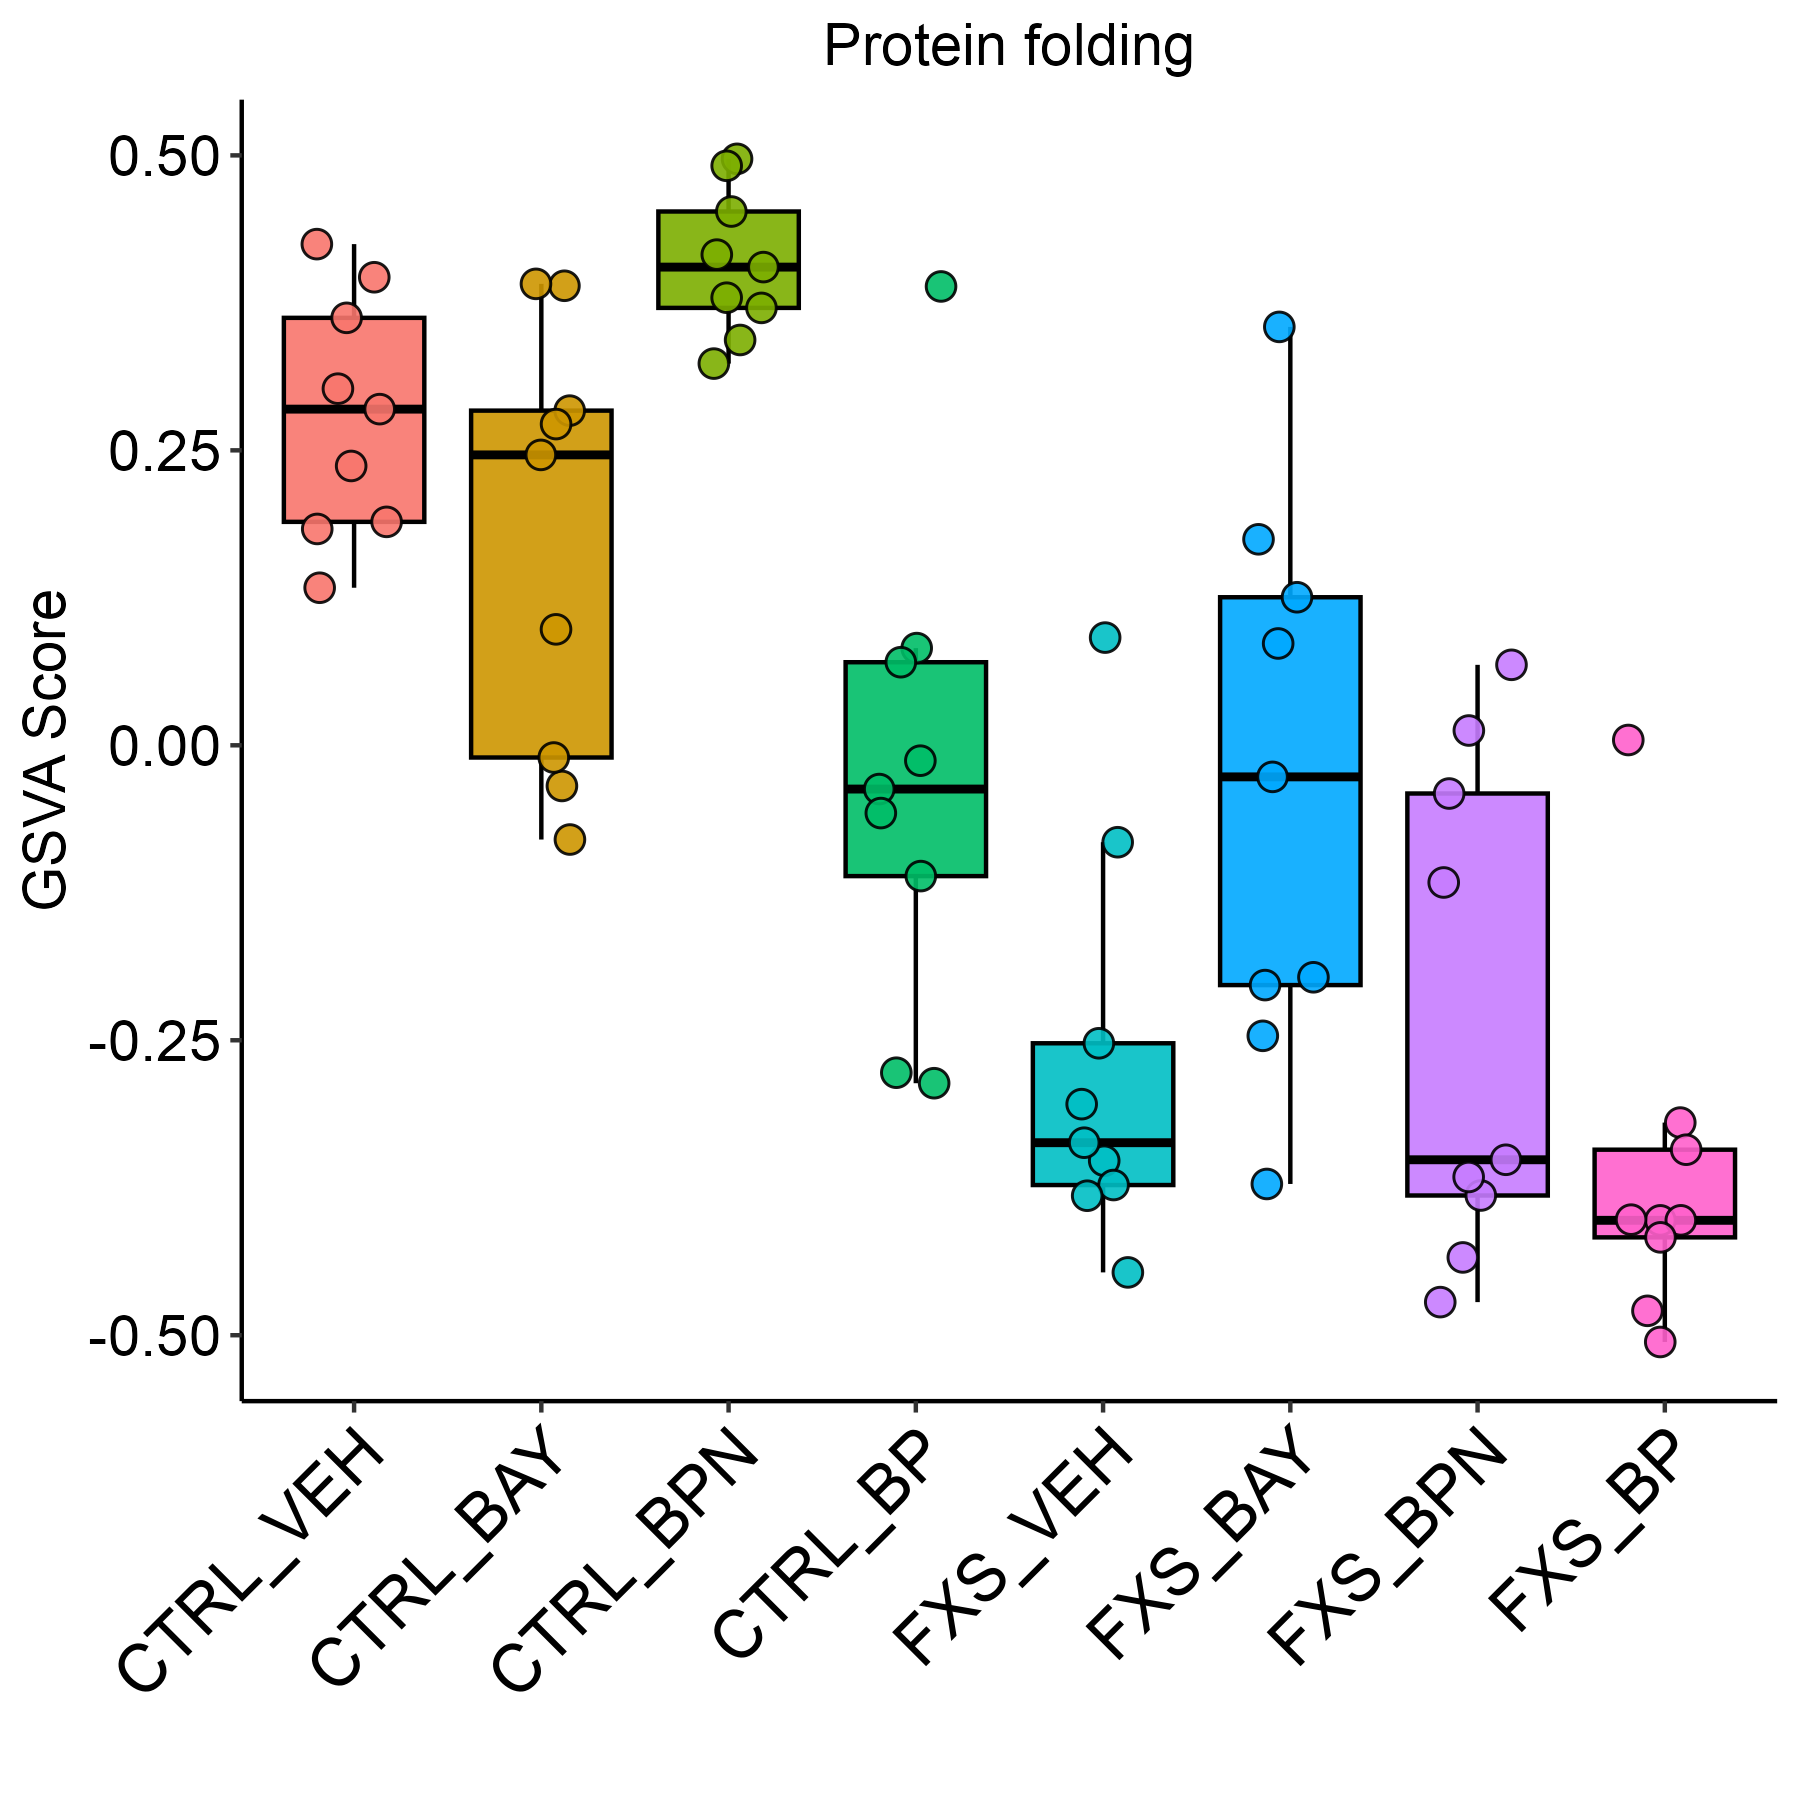 Protein folding
GSVA Score
0.50
0.25
0.00
-0.25
-0.50
CTRL_VEH
CTRL_BAY
CTRL_BPN
CTRL_BP
FXS_VEH
FXS_BAY
FXS_BPN
FXS_BP